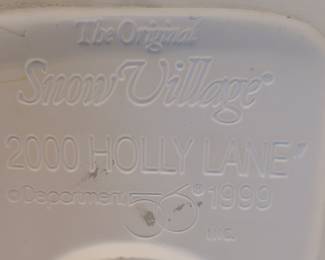 The Original
Snow Village®
2000 HOLLY LANE"
© Department 56® 1999
Inc.